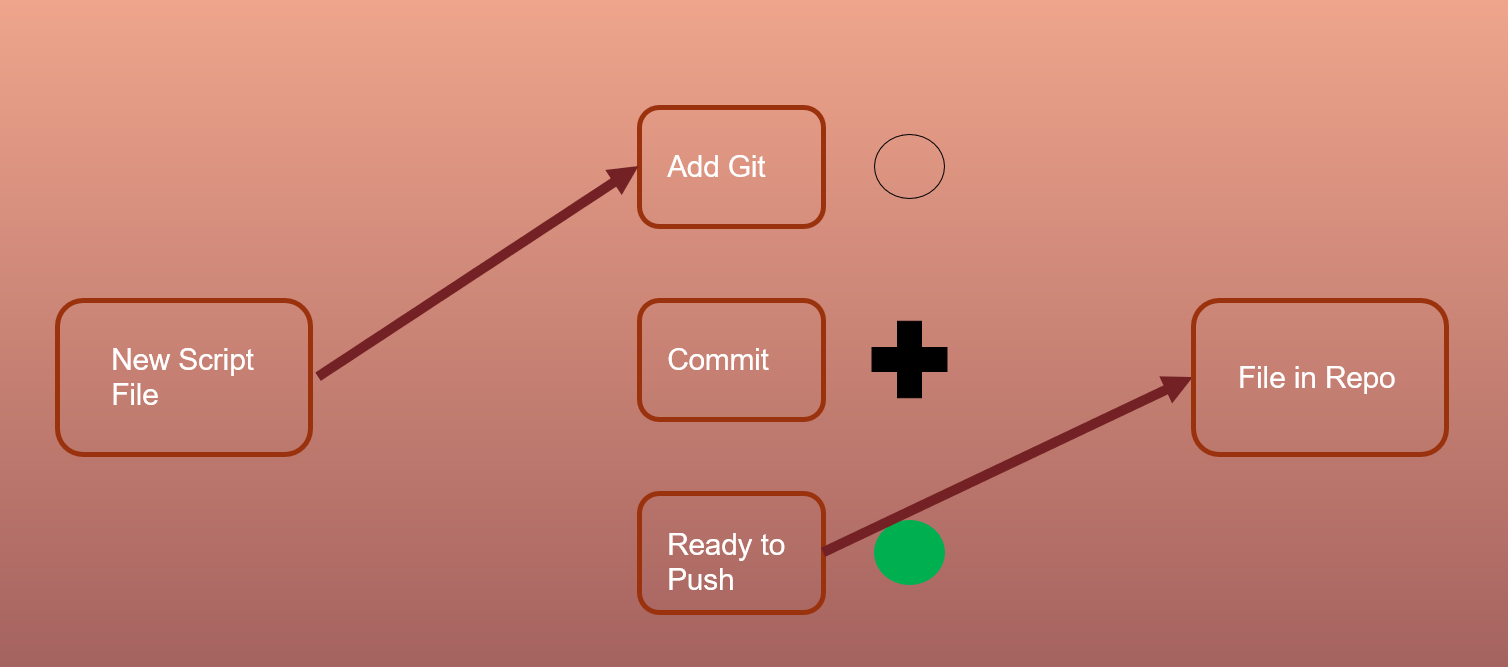 Add Git
New Script
File
Commit
File in Repo
Ready to
Push